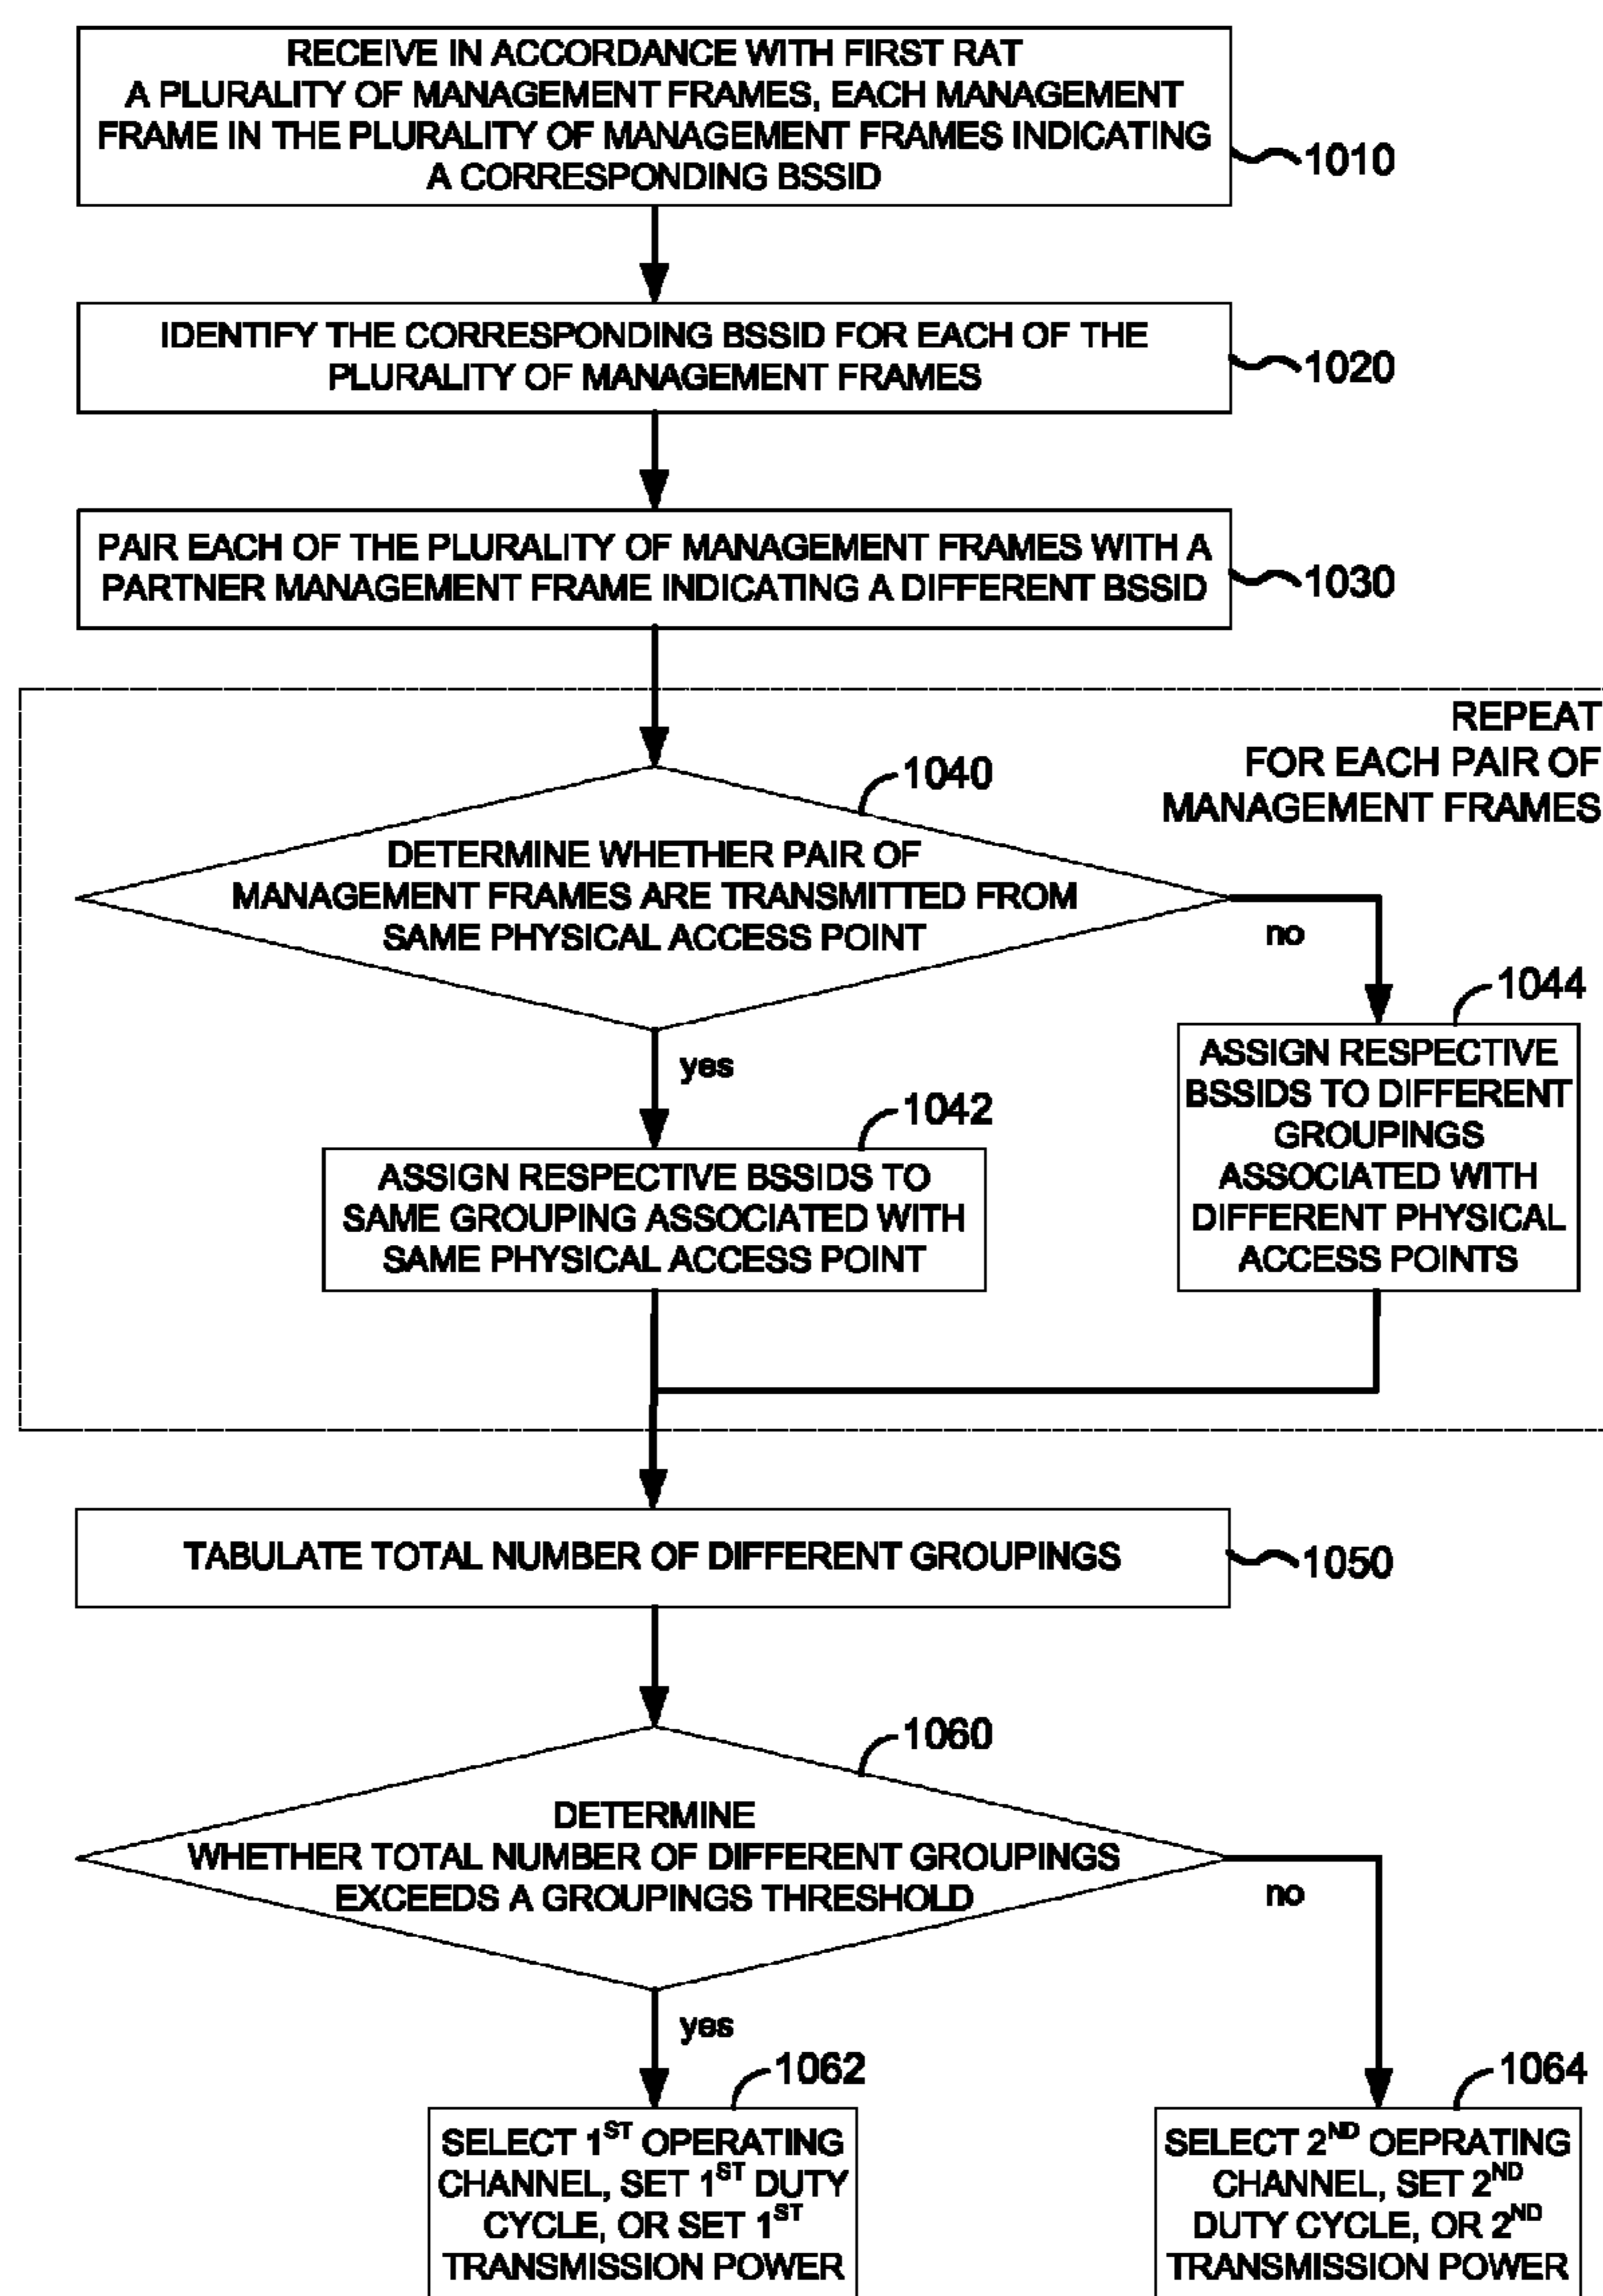 RECEIVE IN ACCORDANCE WITH FIRST RAT
A PLURALITY OF MANAGEMENT FRAMES, EACH MANAGEMENT
FRAME IN THE PLURALITY OF MANAGEMENT FRAMES INDICATING
A CORRESPONDING BSSID
1010
IDENTIFY THE CORRESPONDING BSSID FOR EACH OF THE
PLURALITY OF MANAGEMENT FRAMES
1020
PAIR EACH OF THE PLURALITY OF MANAGEMENT FRAMES WITH A
PARTNER MANAGEMENT FRAME INDICATING A DIFFERENT BSSID
1030
REPEAT
FOR EACH PAIR OF
MANAGEMENT FRAMES
1040
DETERMINE WHETHER PAIR OF
MANAGEMENT FRAMES ARE TRANSMITTED FROM
SAME PHYSICAL ACCESS POINT
no
yes
1044
ASSIGN RESPECTIVE
BSSIDS TO DIFFERENT
GROUPINGS
ASSOCIATED WITH
DIFFERENT PHYSICAL
ACCESS POINTS
1042
ASSIGN RESPECTIVE BSSIDS TO
SAME GROUPING ASSOCIATED WITH
SAME PHYSICAL ACCESS POINT
TABULATE TOTAL NUMBER OF DIFFERENT GROUPINGS
1050
1060
DETERMINE
WHETHER TOTAL NUMBER OF DIFFERENT GROUPINGS
EXCEEDS A GROUPINGS THRESHOLD
no
yes
1062
SELECT 1ST OPERATING
CHANNEL, SET 1ST DUTY
CYCLE, OR SET 1ST
TRANSMISSION POWER
1064
SELECT 2ND OEPRATING
CHANNEL, SET 2ND
DUTY CYCLE, OR 2ND
TRANSMISSION POWER